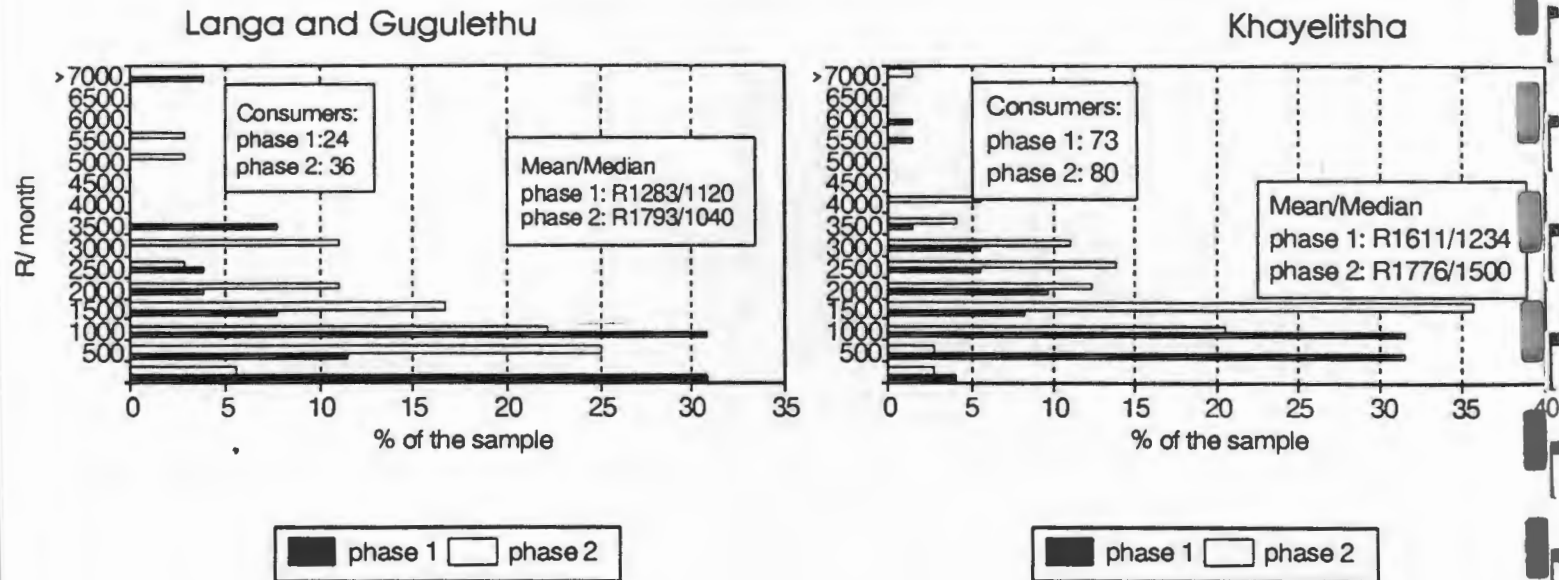 Langa and Gugulethu
R/ month
>7000
6500
6000
5500
5000
4500
4000
3500
3000
2500
2000
1500
1000
500
Consumers:
phase 1:24
phase 2: 36
Mean/Median
phase 1: R1283/1120
phase 2: R1793/1040
0 5 10 15 20 25 30 35
% of the sample
phase 1 phase 2
Khayelitsha
>7000
6500
6000
5500
5000
4500
4000
3500
3000
2500
2000
1500
1000
500
Consumers:
phase 1: 73
phase 2: 80
Mean/Median
phase 1: R1611/1234
phase 2: R1776/1500
0 5 10 15 20 25 30 35 40
% of the sample
phase 1 phase 2